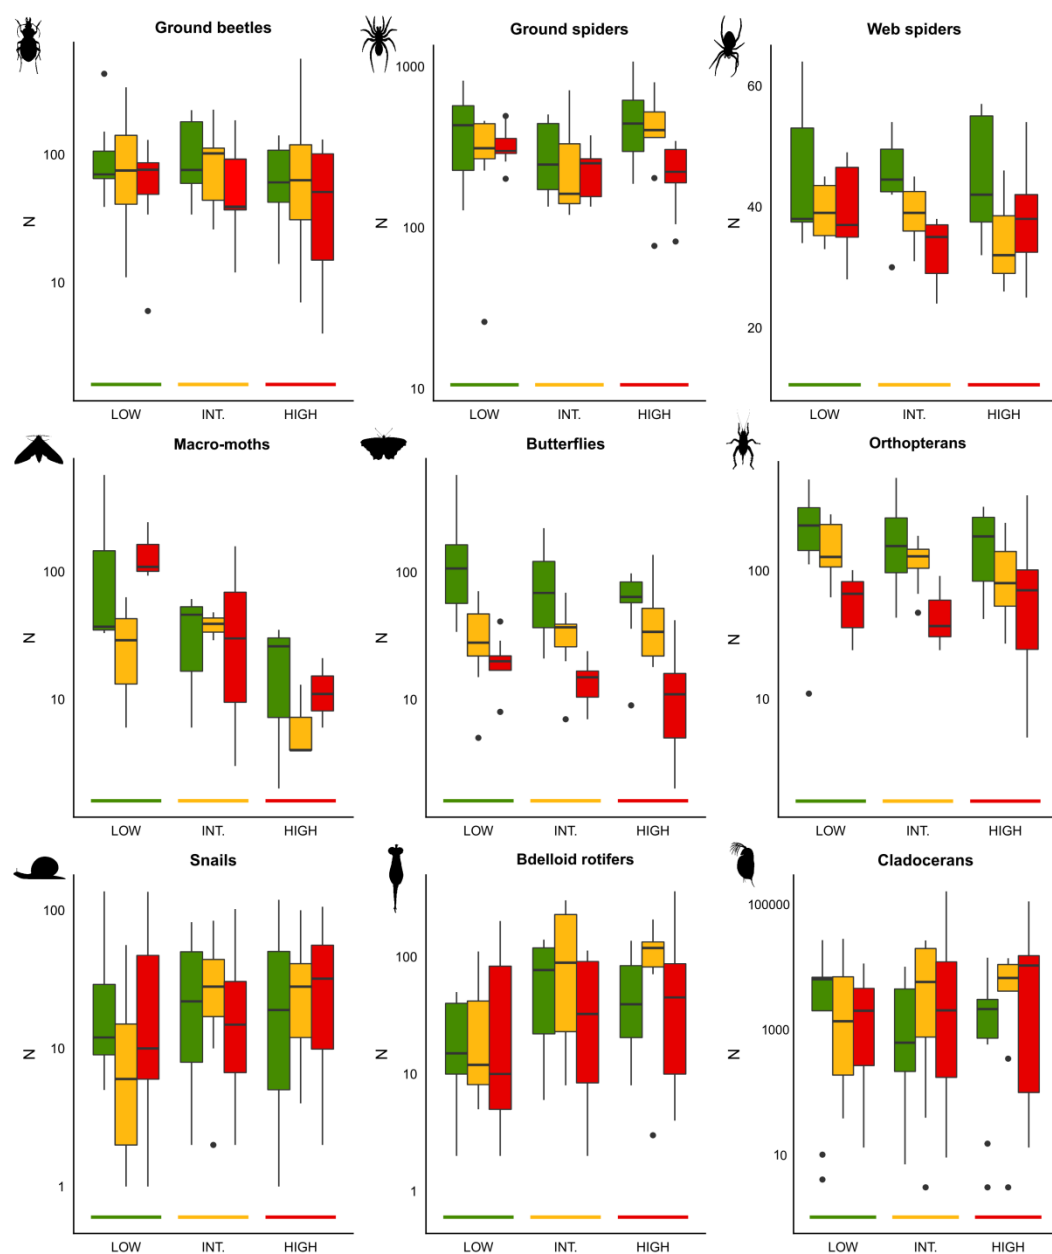 Ground beetles
Ground spiders
Web spiders
100
10
N
LOW
INT.
HIGH
1000
100
10
N
LOW
INT.
HIGH
60
40
20
N
LOW
INT.
HIGH
Macro-moths
Butterflies
Orthopterans
100
10
N
LOW
INT.
HIGH
100
10
N
LOW
INT.
HIGH
100
10
N
LOW
INT.
HIGH
Snails
Bdelloid rotifers
Cladocerans
100
10
1
N
LOW
INT.
HIGH
100
10
1
N
LOW
INT.
HIGH
100000
1000
10
N
LOW
INT.
HIGH